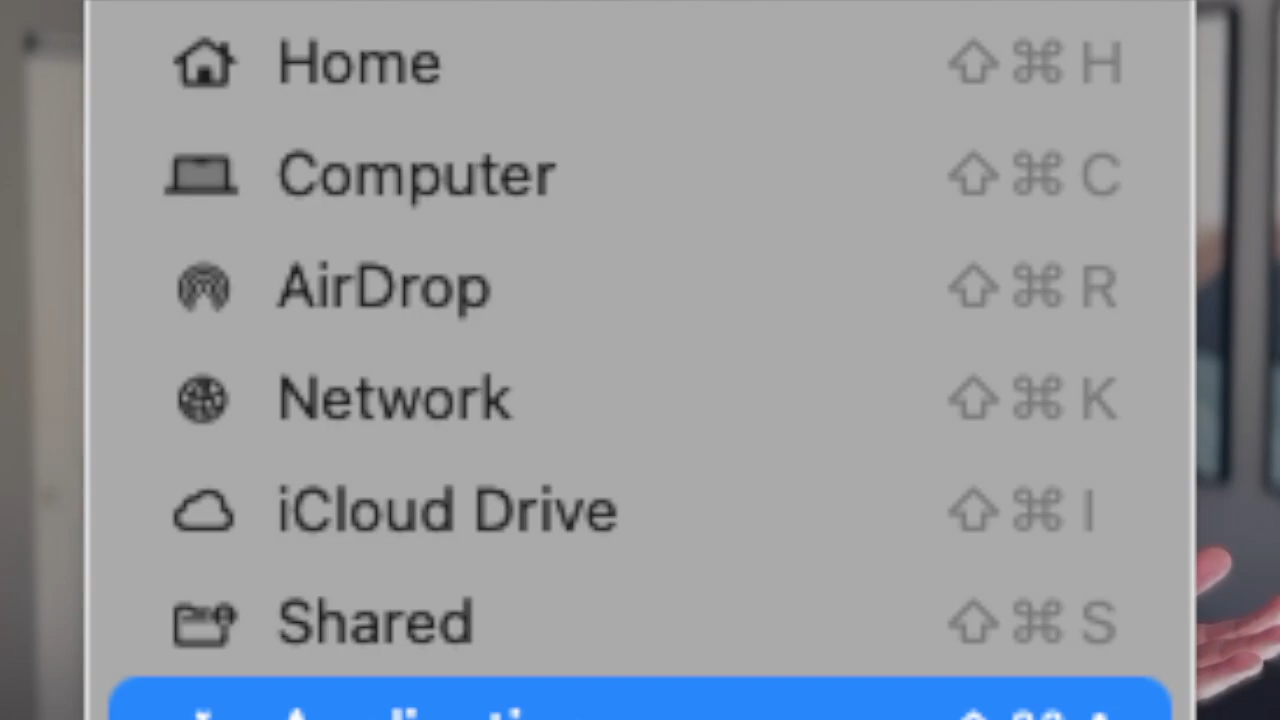 Home ⇧⌘H
Computer ⇧⌘C
AirDrop ⇧⌘R
Network ⇧⌘K
iCloud Drive ⇧⌘I
Shared ⇧⌘S